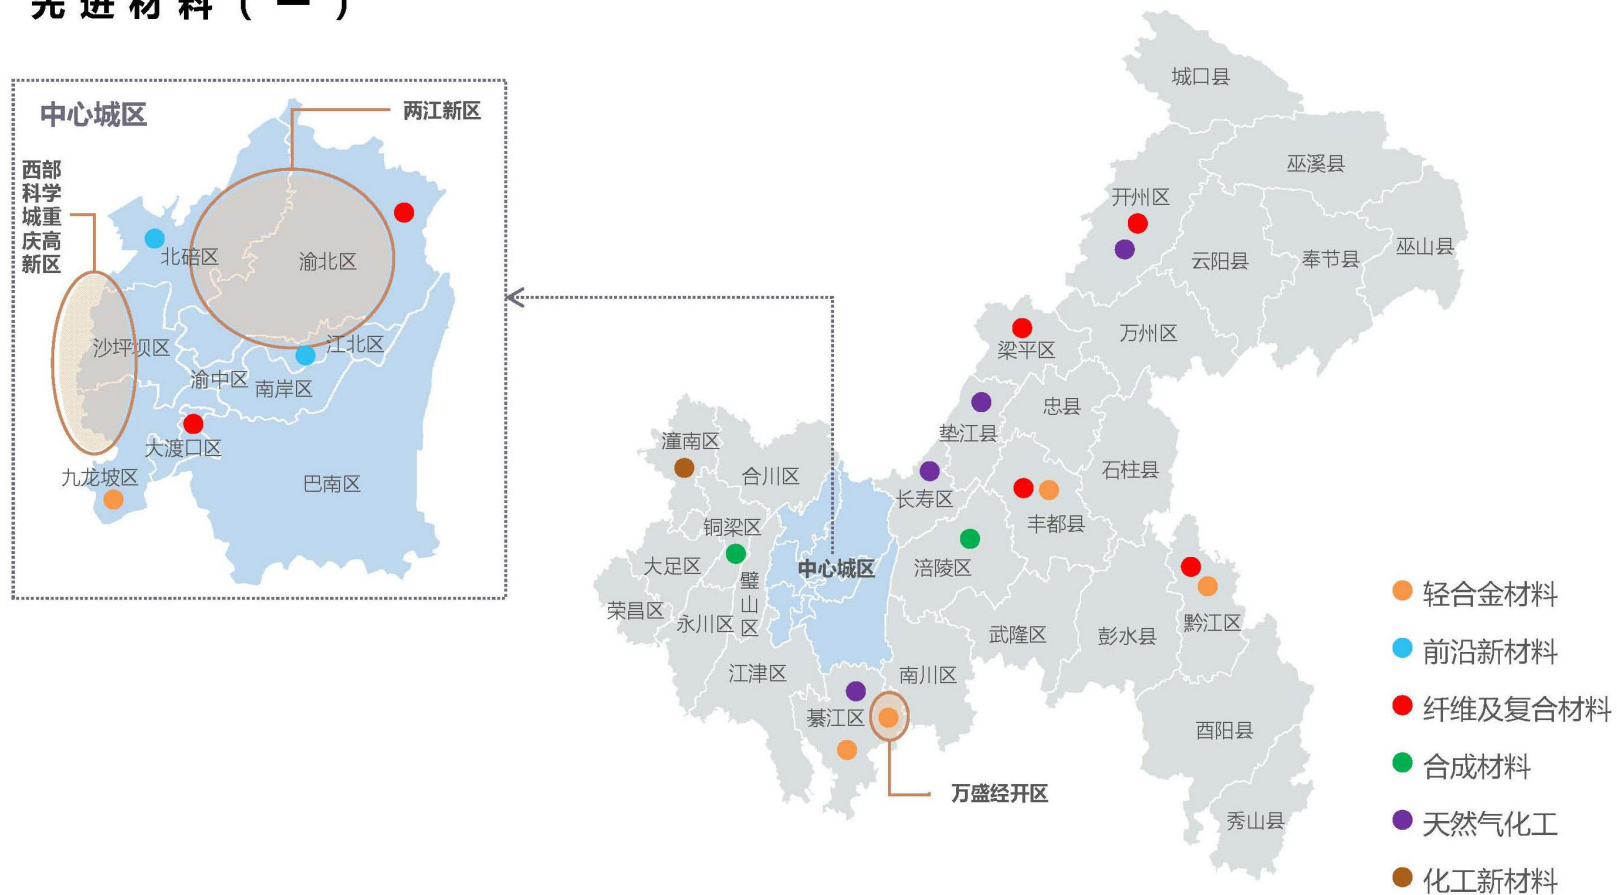 先进材料（一）
中心城区
两江新区
西部
科学
城重
庆高
新区
北碚区
渝北区
沙坪坝区
江北区
渝中区
南岸区
大渡口区
九龙坡区
巴南区
城口县
巫溪县
开州区
云阳县
奉节县
巫山县
万州区
梁平区
忠县
垫江县
石柱县
长寿区
丰都县
潼南区
合川区
铜梁区
大足区
璧
山
区
中心城区
涪陵区
荣昌区
永川区
武隆区
彭水县
黔江区
江津区
南川区
綦江区
万盛经开区
酉阳县
秀山县
轻合金材料
前沿新材料
纤维及复合材料
合成材料
天然气化工
化工新材料